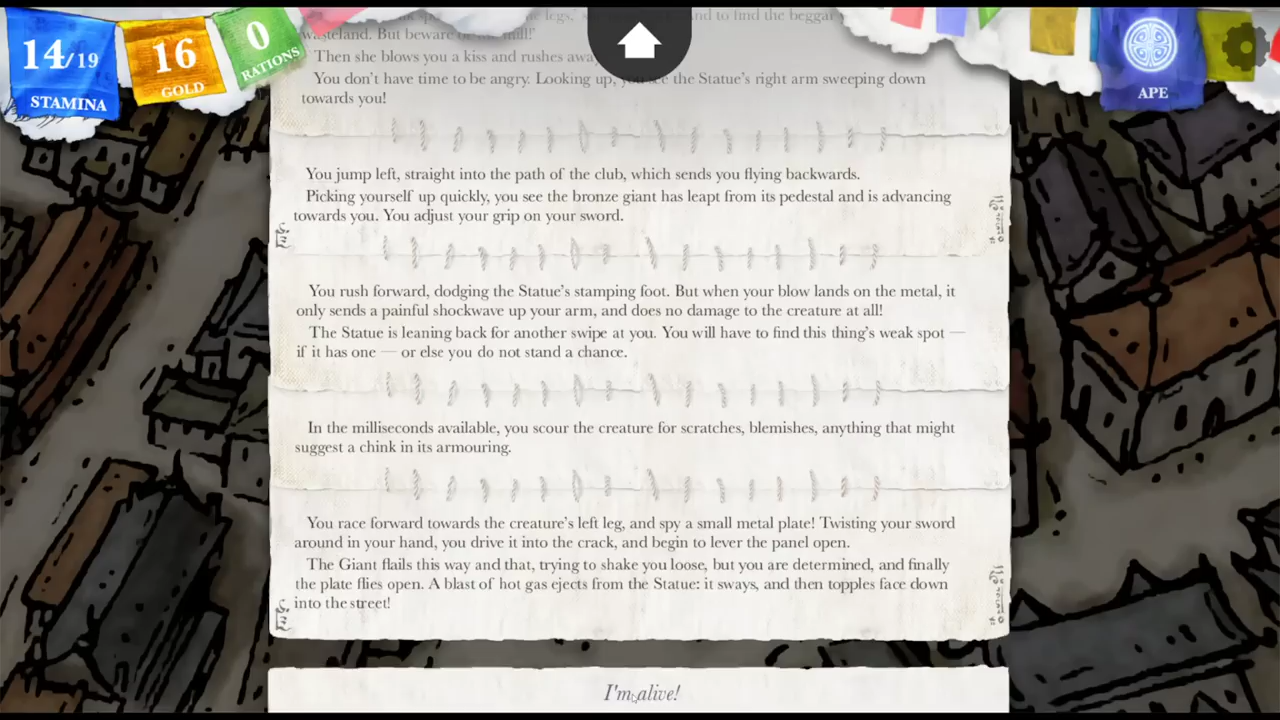 14/19
STAMINA
16
GOLD
0
RATIONS
APE
legs,' and to find the beggar
wasteland. But beware
Then she blows you a kiss and rushes away
You don't have time to be angry. Looking up, you see the Statue's right arm sweeping down
towards you!
You jump left, straight into the path of the club, which sends you flying backwards.
Picking yourself up quickly, you see the bronze giant has leapt from its pedestal and is advancing
towards you. You adjust your grip on your sword.
You rush forward, dodging the Statue's stamping foot. But when your blow lands on the metal, it
only sends a painful shockwave up your arm, and does no damage to the creature at all!
The Statue is leaning back for another swipe at you. You will have to find this thing's weak spot —
if it has one — or else you do not stand a chance.
In the milliseconds available, you scour the creature for scratches, blemishes, anything that might
suggest a chink in its armouring.
You race forward towards the creature's left leg, and spy a small metal plate! Twisting your sword
around in your hand, you drive it into the crack, and begin to lever the panel open.
The Giant flails this way and that, trying to shake you loose, but you are determined, and finally
the plate flies open. A blast of hot gas ejects from the Statue: it sways, and then topples face down
into the street!
I'm alive!